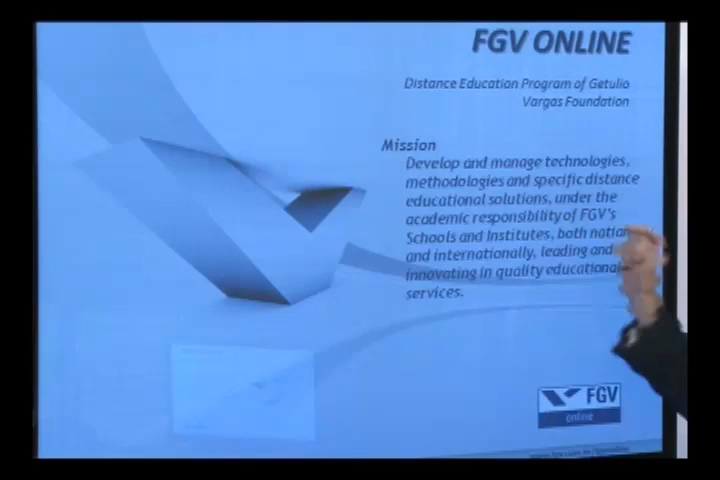 FGV ONLINE
Distance Education Program of Getulio
Vargas Foundation
Mission
Develop and manage technologies,
methodologies and specific distance
educational solutions, under the
academic responsibility of FGV's
Schools and Institutes, both
and internationally, leading and
innovating in quality educational
services.
FGV
online